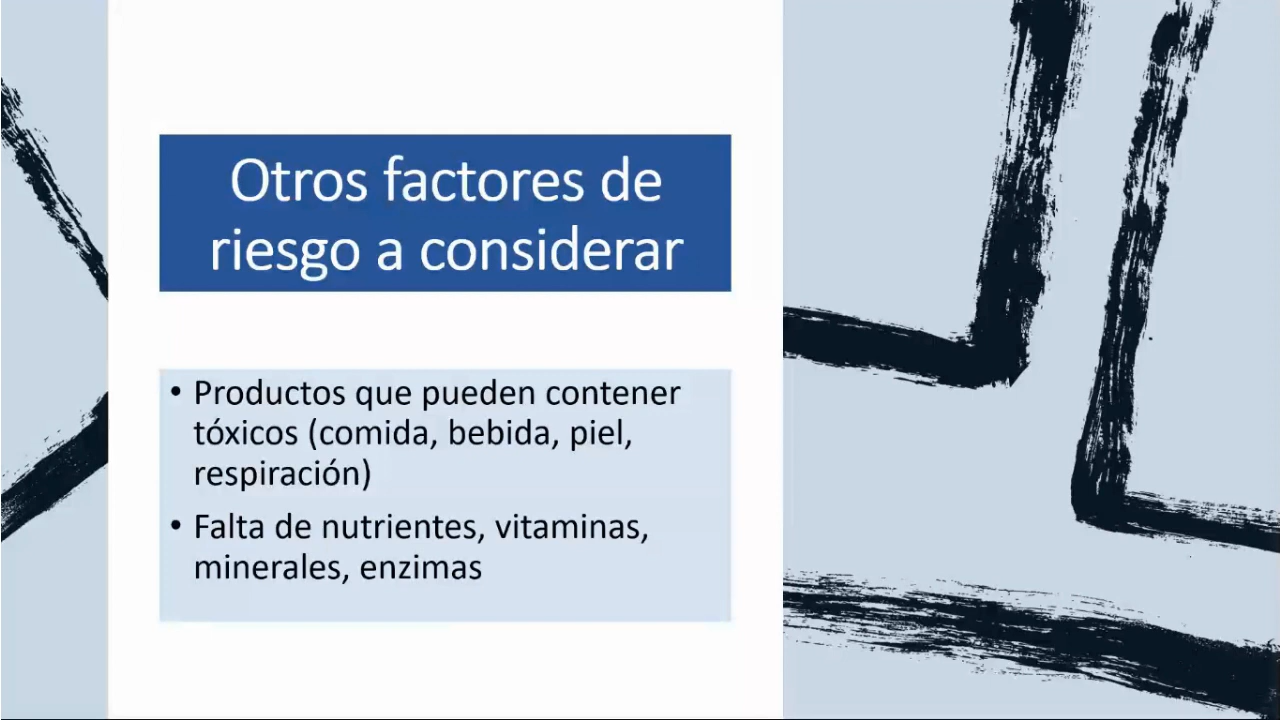 Otros factores de
riesgo a considerar
• Productos que pueden contener
tóxicos (comida, bebida, piel,
respiración)
• Falta de nutrientes, vitaminas,
minerales, enzimas